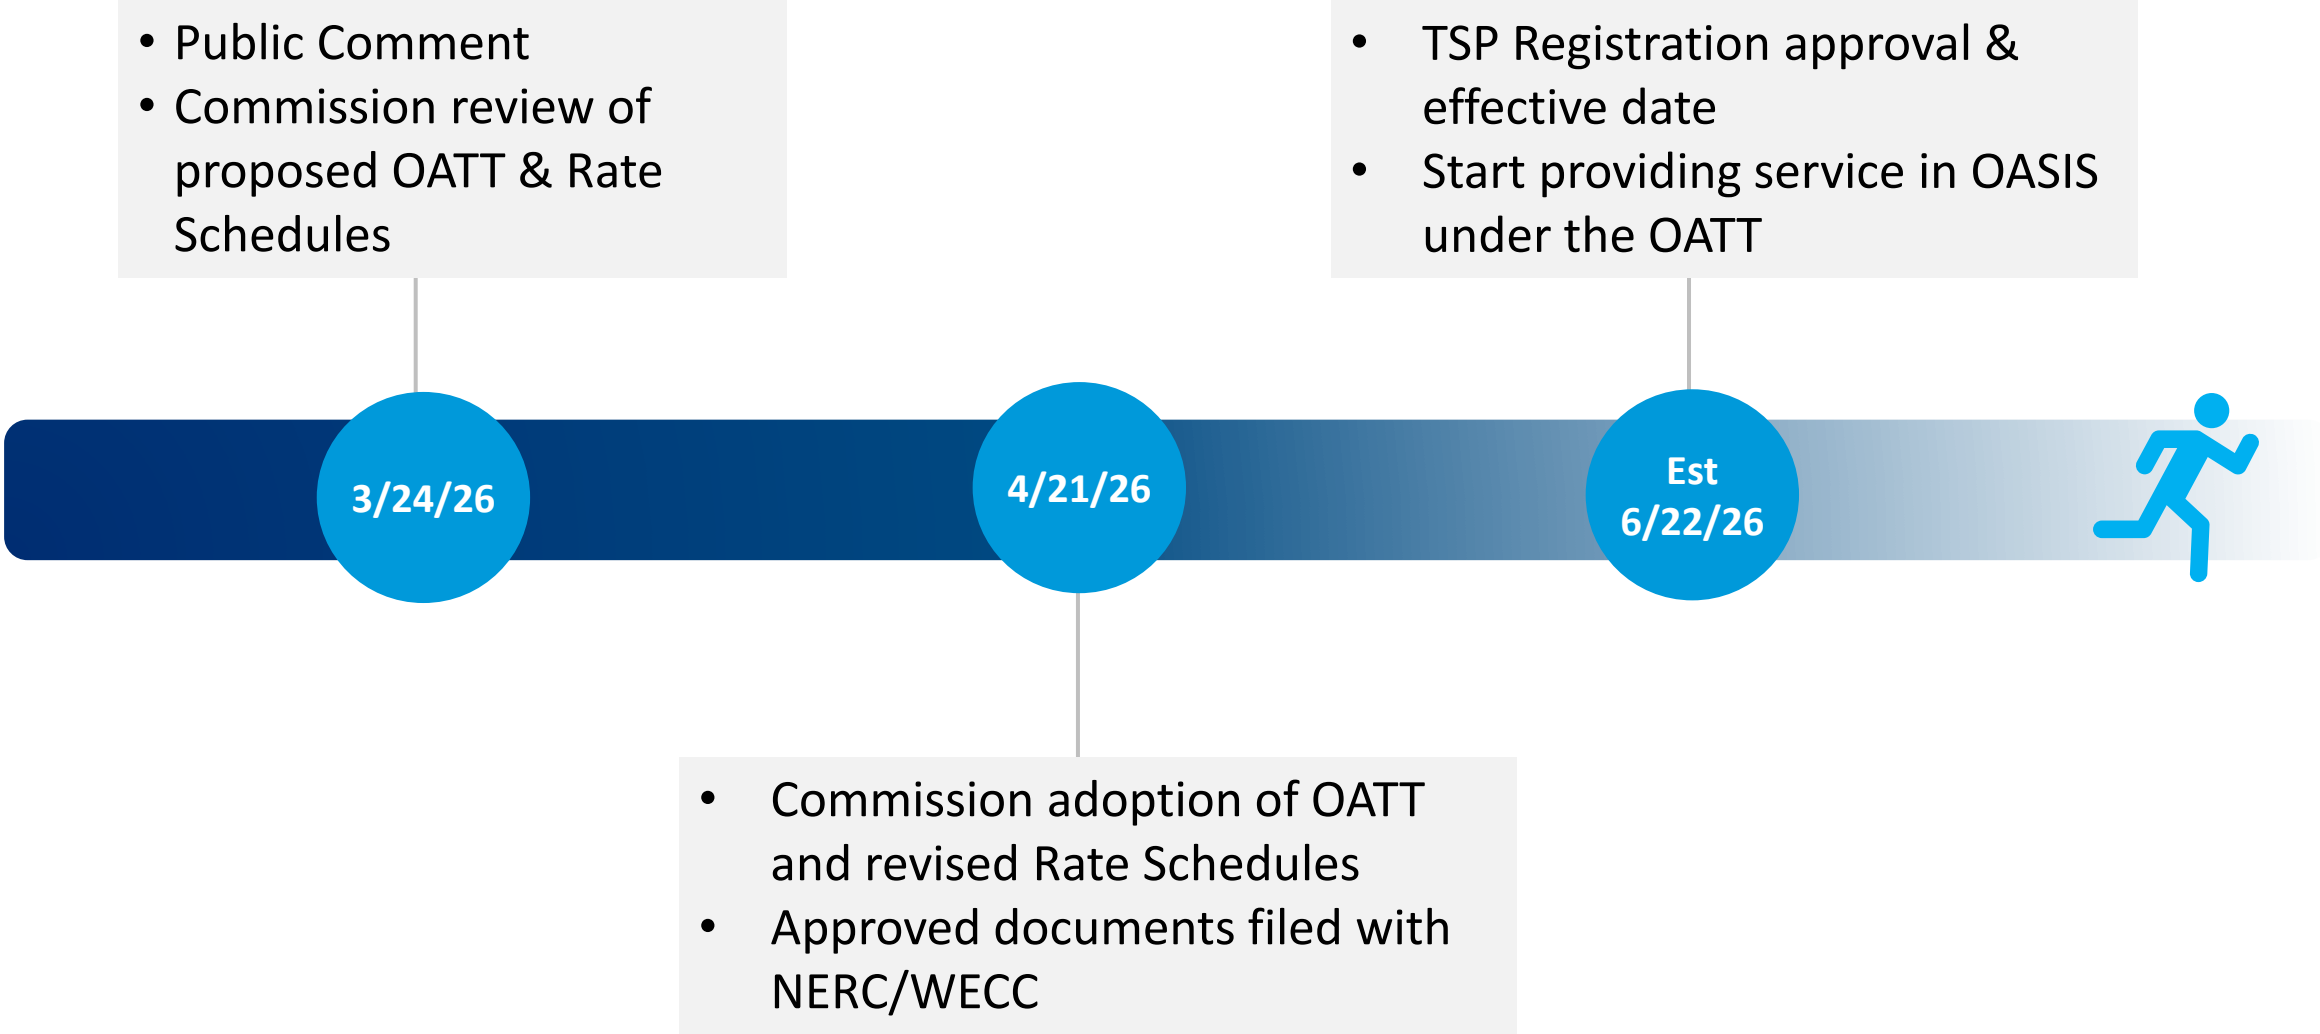 • Public Comment
• Commission review of
proposed OATT & Rate
Schedules
3/24/26
4/21/26
• Commission adoption of OATT
and revised Rate Schedules
• Approved documents filed with
NERC/WECC
• TSP Registration approval &
effective date
• Start providing service in OASIS
under the OATT
Est
6/22/26